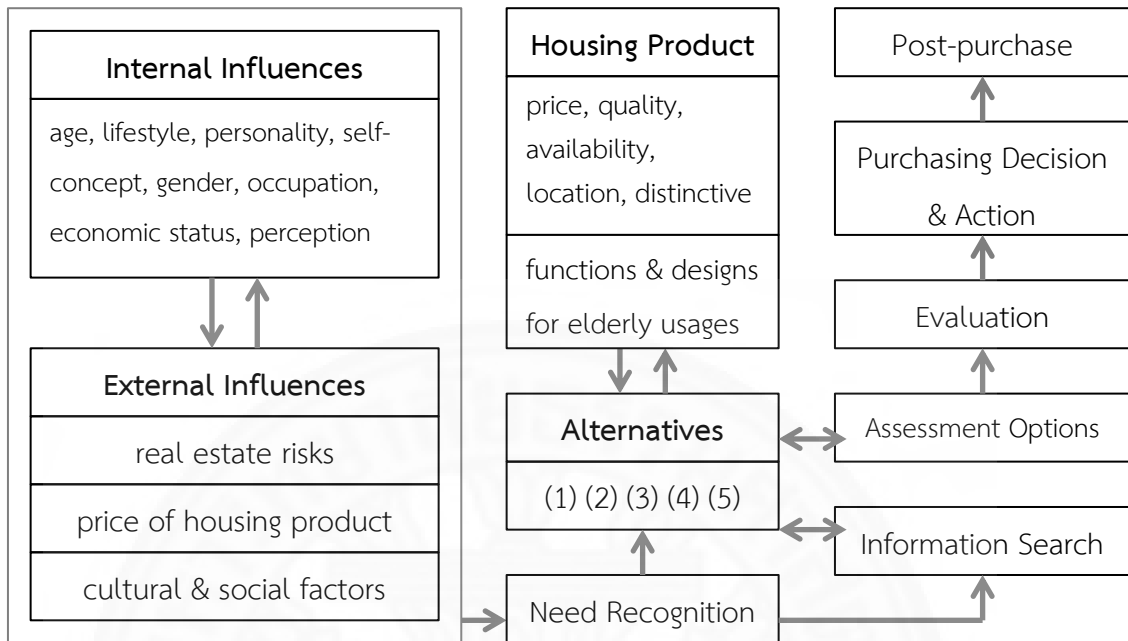 Internal Influences
age, lifestyle, personality, self-
concept, gender, occupation,
economic status, perception
External Influences
real estate risks
price of housing product
cultural & social factors
Housing Product
price, quality,
availability,
location, distinctive
functions & designs
for elderly usages
Alternatives
(1) (2) (3) (4) (5)
Need Recognition
Post-purchase
Purchasing Decision
& Action
Evaluation
Assessment Options
Information Search